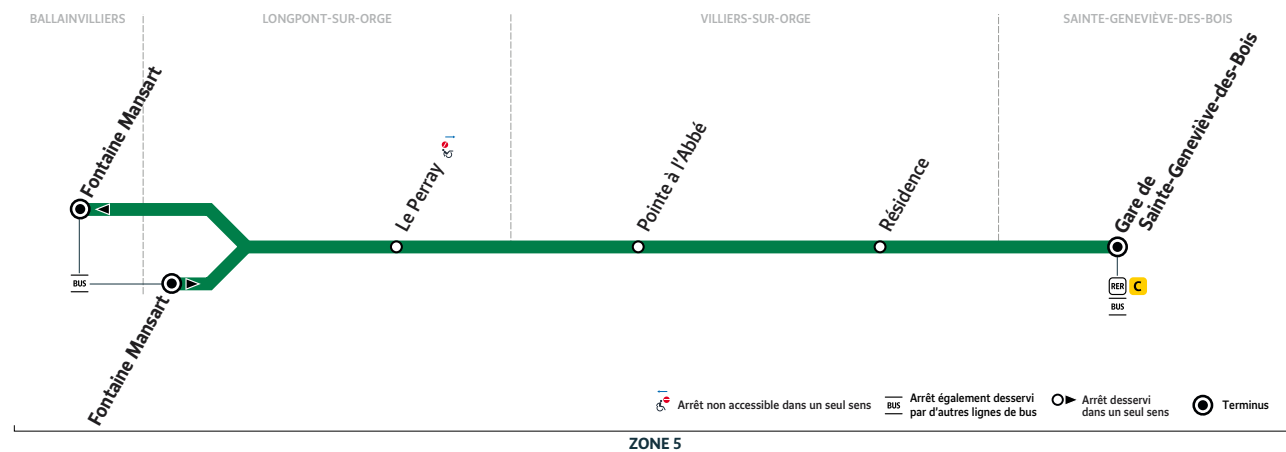 BALLAINVILLIERS
LONGPONT-SUR-ORGE
VILLIERS-SUR-ORGE
SAINTE-GENEVIÈVE-DES-BOIS
Fontaine Mansart
Le Perray
Pointe à l'Abbé
Résidence
Gare de
Sainte-Geneviève-des-Bois
BUS
Fontaine Mansart
RER C
BUS
Arrêt non accessible dans un seul sens
BUS
Arrêt également desservi
par d'autres lignes de bus
Arrêt desservi
dans un seul sens
Terminus
ZONE 5